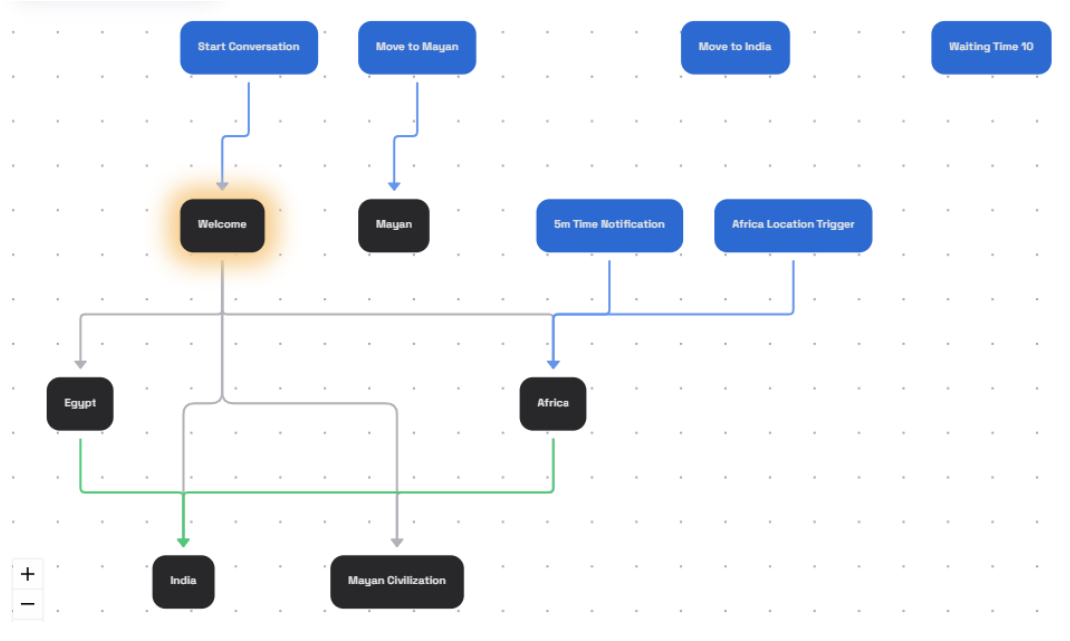 Start Conversation
Move to Mayan
Move to India
Waiting Time 10
Welcome
Mayan
5m Time Notification
Africa Location Trigger
Egypt
Africa
India
Mayan Civilization
+
−